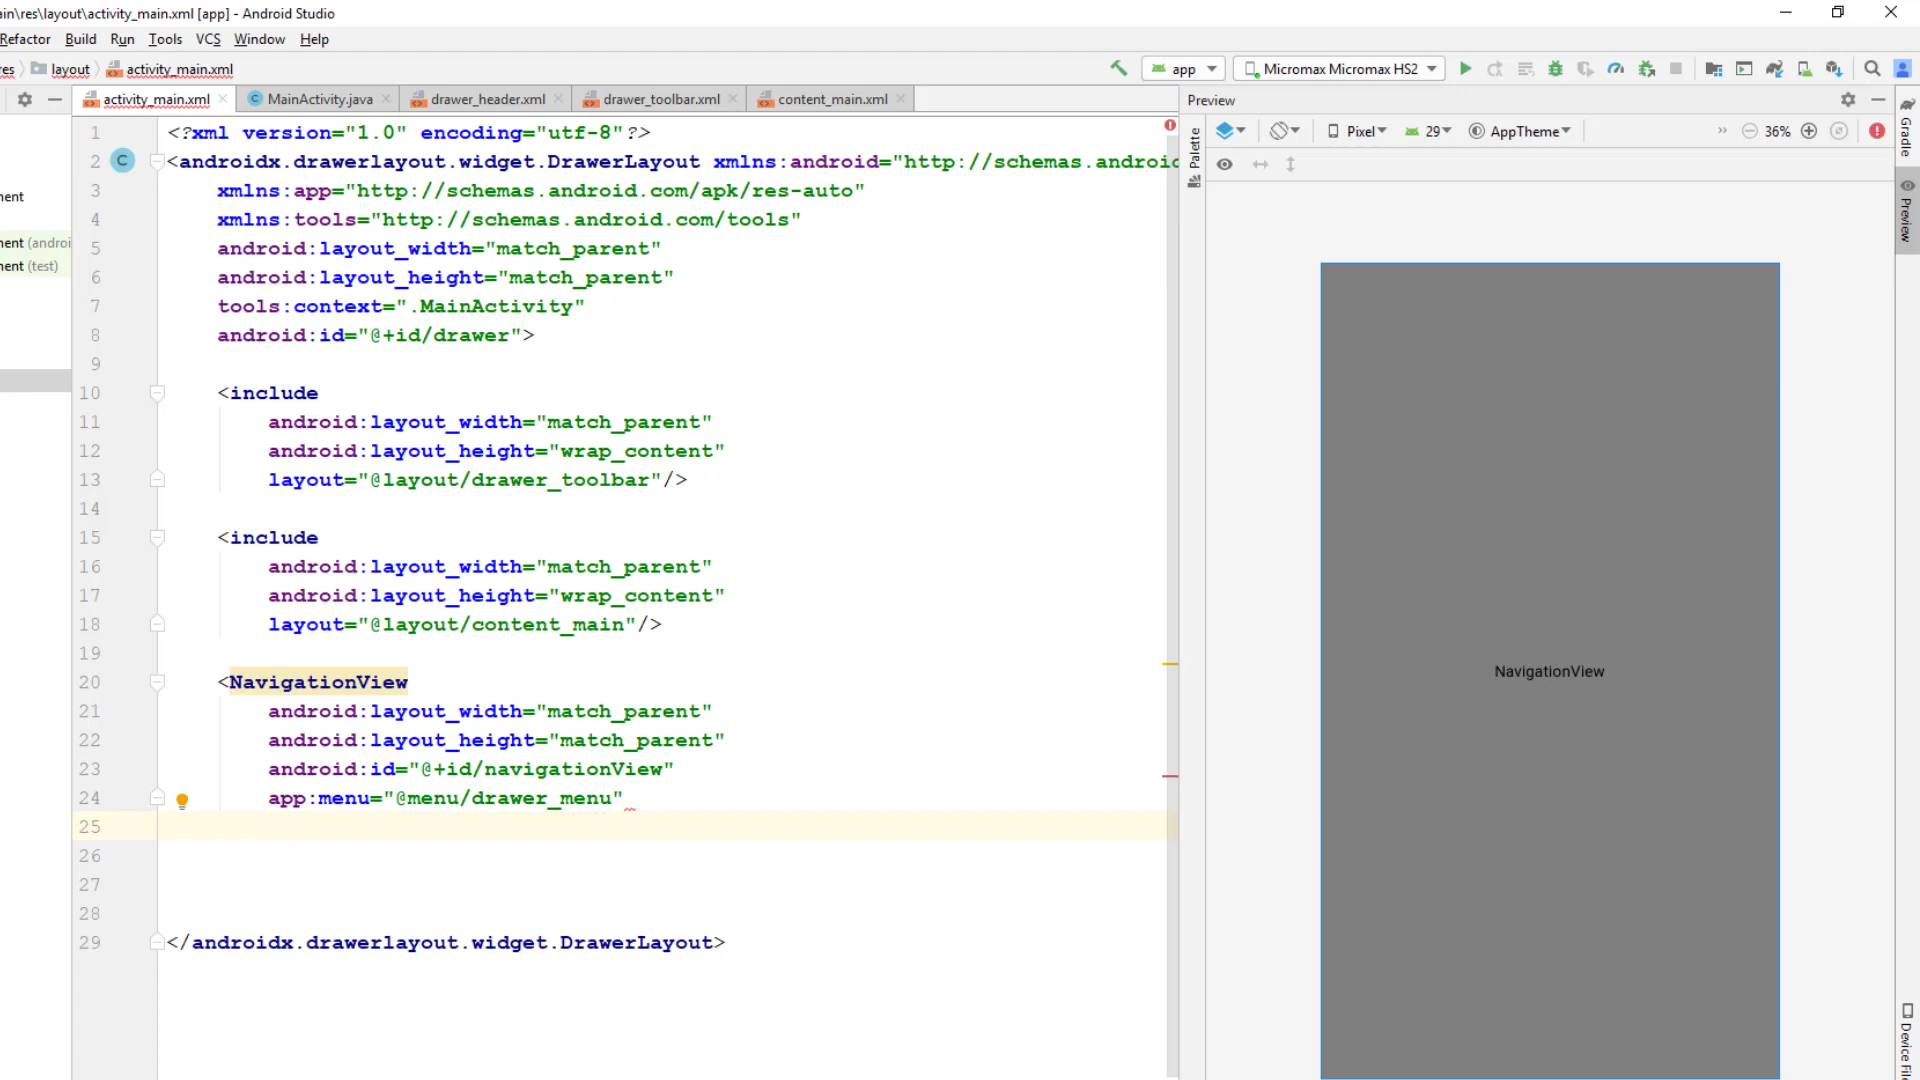 ain\res\layout\activity_main.xml [app] - Android Studio
Refactor Build Run Tools VCS Window Help
res layout activity_main.xml app Micromax Micromax HS2
activity_main.xml MainActivity.java drawer_header.xml drawer_toolbar.xml content_main.xml Preview
Pixel 29 AppTheme » 36%
Palette
Gradle
Preview
Device File
nent
nent (androi
nent (test)
1 <?xml version="1.0" encoding="utf-8"?>
2 C <androidx.drawerlayout.widget.DrawerLayout xmlns:android="http://schemas.android
3 xmlns:app="http://schemas.android.com/apk/res-auto"
4 xmlns:tools="http://schemas.android.com/tools"
5 android:layout_width="match_parent"
6 android:layout_height="match_parent"
7 tools:context=".MainActivity"
8 android:id="@+id/drawer">
9
10 <include
11 android:layout_width="match_parent"
12 android:layout_height="wrap_content"
13 layout="@layout/drawer_toolbar"/>
14
15 <include
16 android:layout_width="match_parent"
17 android:layout_height="wrap_content"
18 layout="@layout/content_main"/>
19
20 <NavigationView
21 android:layout_width="match_parent"
22 android:layout_height="match_parent"
23 android:id="@+id/navigationView"
24 app:menu="@menu/drawer_menu"
25
26
27
28
29 </androidx.drawerlayout.widget.DrawerLayout>
NavigationView